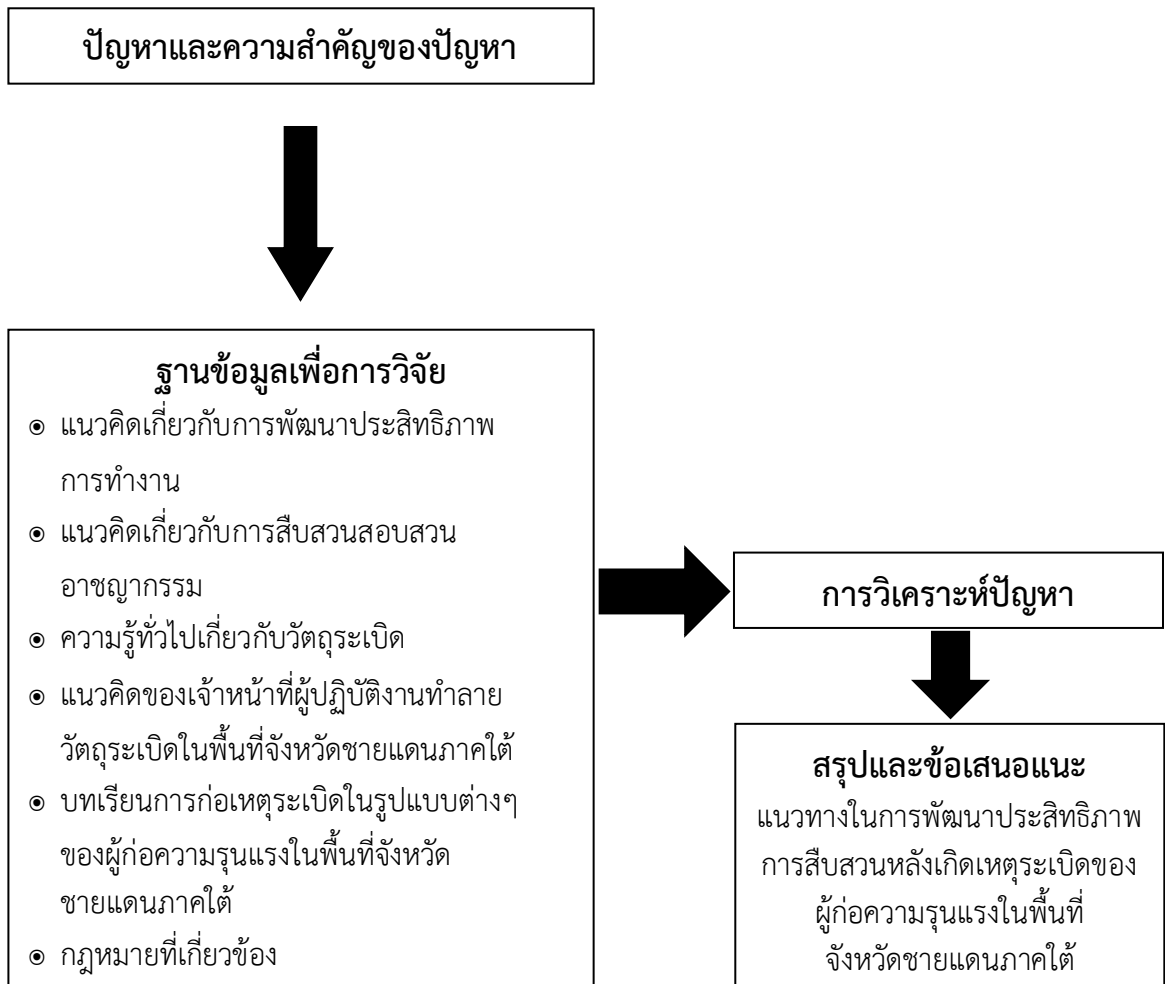 ปัญหาและความสำคัญของปัญหา
ฐานข้อมูลเพื่อการวิจัย
๏ แนวคิดเกี่ยวกับการพัฒนาประสิทธิภาพ
การทำงาน
๏ แนวคิดเกี่ยวกับการสืบสวนสอบสวน
อาชญากรรม
๏ ความรู้ทั่วไปเกี่ยวกับวัตถุระเบิด
๏ แนวคิดของเจ้าหน้าที่ผู้ปฏิบัติงานทำลาย
วัตถุระเบิดในพื้นที่จังหวัดชายแดนภาคใต้
๏ บทเรียนการก่อเหตุระเบิดในรูปแบบต่างๆ
ของผู้ก่อความรุนแรงในพื้นที่จังหวัด
ชายแดนภาคใต้
๏ กฎหมายที่เกี่ยวข้อง
การวิเคราะห์ปัญหา
สรุปและข้อเสนอแนะ
แนวทางในการพัฒนาประสิทธิภาพ
การสืบสวนหลังเกิดเหตุระเบิดของ
ผู้ก่อความรุนแรงในพื้นที่
จังหวัดชายแดนภาคใต้